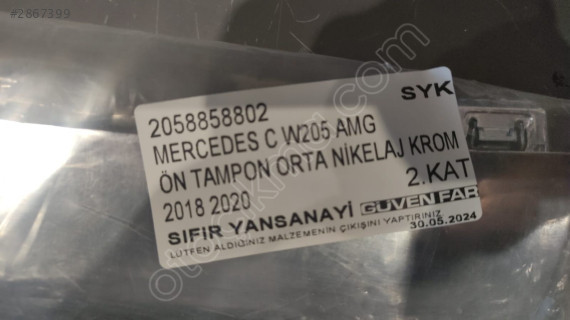 #2867399
SYK
2058858802
MERCEDES C W205 AMG
ÖN TAMPON ORTA NİKELAJ KROM
2018 2020
2.KAT
SIFIR YANSANAYİ GÜVEN FAR
LÜTFEN ALDIĞINIZ MALZEMENİN ÇIKIŞINI YAPTIRINIZ
30.05.2024